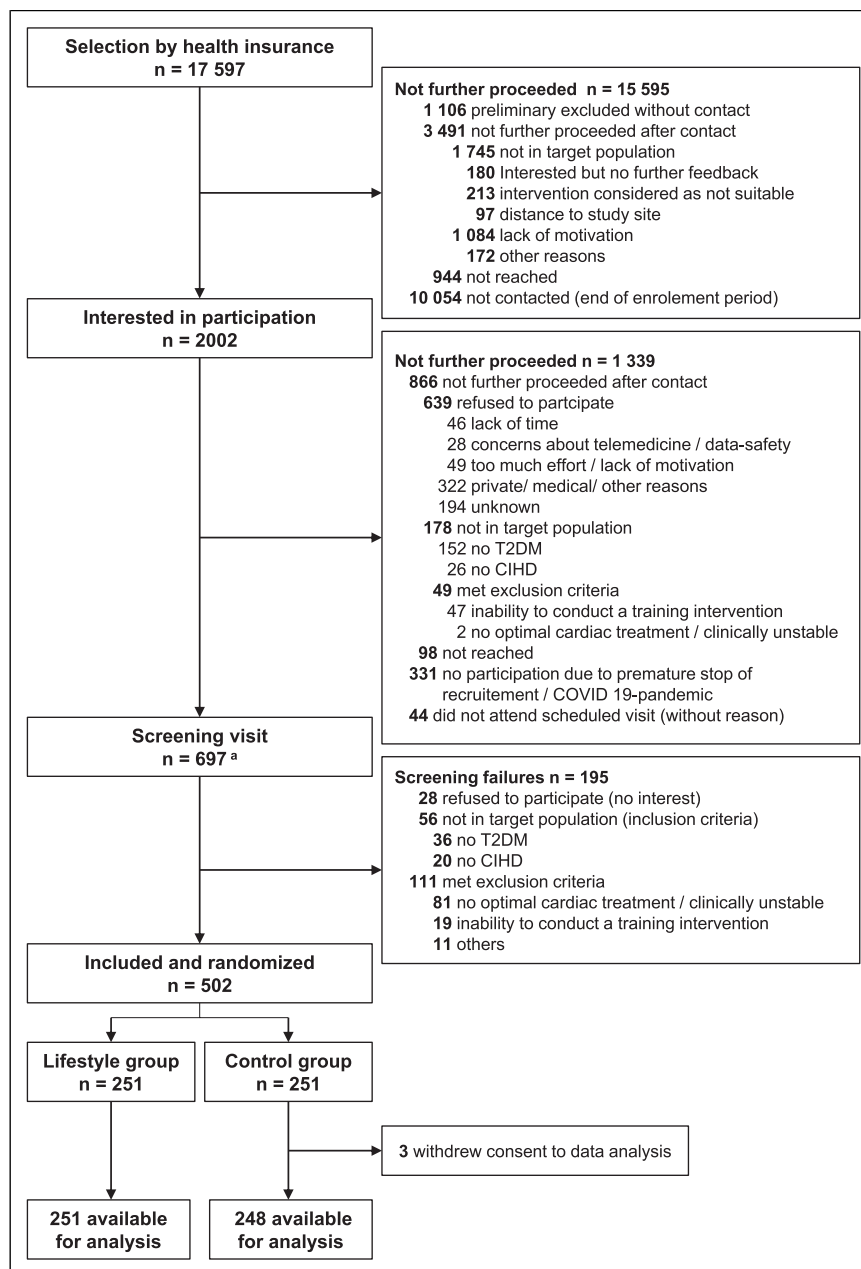 Selection by health insurance
n = 17 597
Not further proceeded n = 15 595
1 106 preliminary excluded without contact
3 491 not further proceeded after contact
1 745 not in target population
180 Interested but no further feedback
213 intervention considered as not suitable
97 distance to study site
1 084 lack of motivation
172 other reasons
944 not reached
10 054 not contacted (end of enrolement period)
Interested in participation
n = 2002
Not further proceeded n = 1 339
866 not further proceeded after contact
639 refused to partcipate
46 lack of time
28 concerns about telemedicine / data-safety
49 too much effort / lack of motivation
322 private/ medical/ other reasons
194 unknown
178 not in target population
152 no T2DM
26 no CIHD
49 met exclusion criteria
47 inability to conduct a training intervention
2 no optimal cardiac treatment / clinically unstable
98 not reached
331 no participation due to premature stop of
recruitement / COVID 19-pandemic
44 did not attend scheduled visit (without reason)
Screening visit
n = 697 a
Screening failures n = 195
28 refused to participate (no interest)
56 not in target population (inclusion criteria)
36 no T2DM
20 no CIHD
111 met exclusion criteria
81 no optimal cardiac treatment / clinically unstable
19 inability to conduct a training intervention
11 others
Included and randomized
n = 502
Lifestyle group
n = 251
Control group
n = 251
3 withdrew consent to data analysis
251 available
for analysis
248 available
for analysis